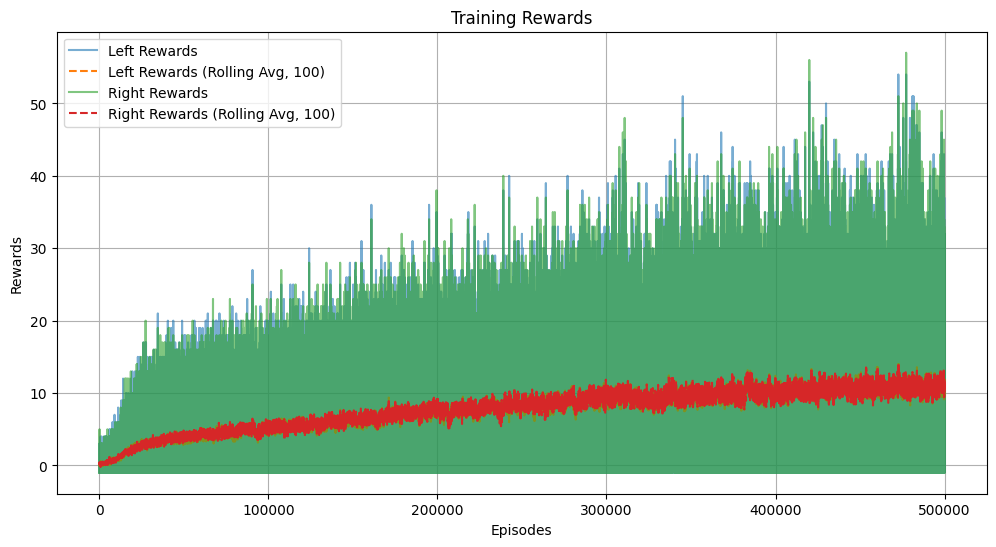 Training Rewards
Left Rewards
Left Rewards (Rolling Avg, 100)
Right Rewards
Right Rewards (Rolling Avg, 100)
Rewards
50
40
30
20
10
0
0 100000 200000 300000 400000 500000
Episodes